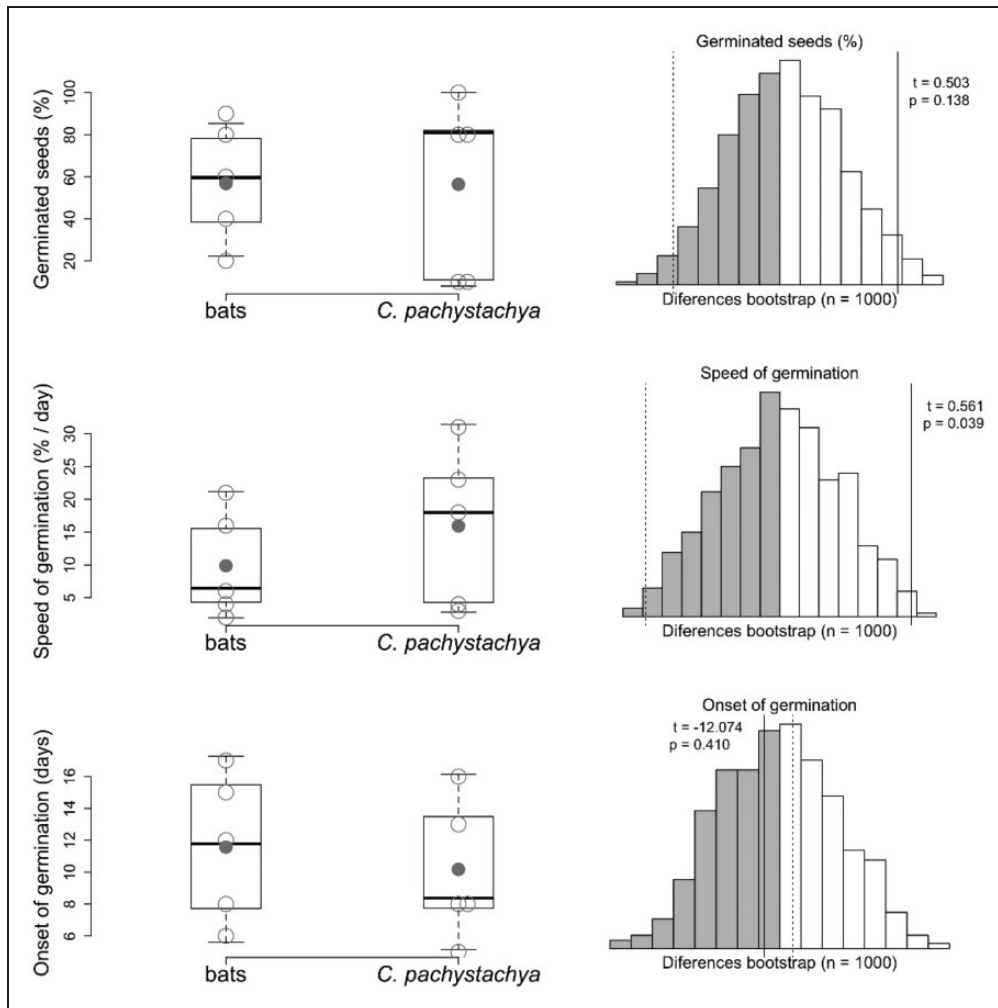 Germinated seeds (%)
100
80
60
40
20
bats
C. pachystachya
Germinated seeds (%)
t = 0.503
p = 0.138
Diferences bootstrap (n = 1000)
Speed of germination (% / day)
30
25
20
15
10
5
bats
C. pachystachya
Speed of germination
t = 0.561
p = 0.039
Diferences bootstrap (n = 1000)
Onset of germination (days)
16
14
12
10
8
6
bats
C. pachystachya
Onset of germination
t = -12.074
p = 0.410
Diferences bootstrap (n = 1000)